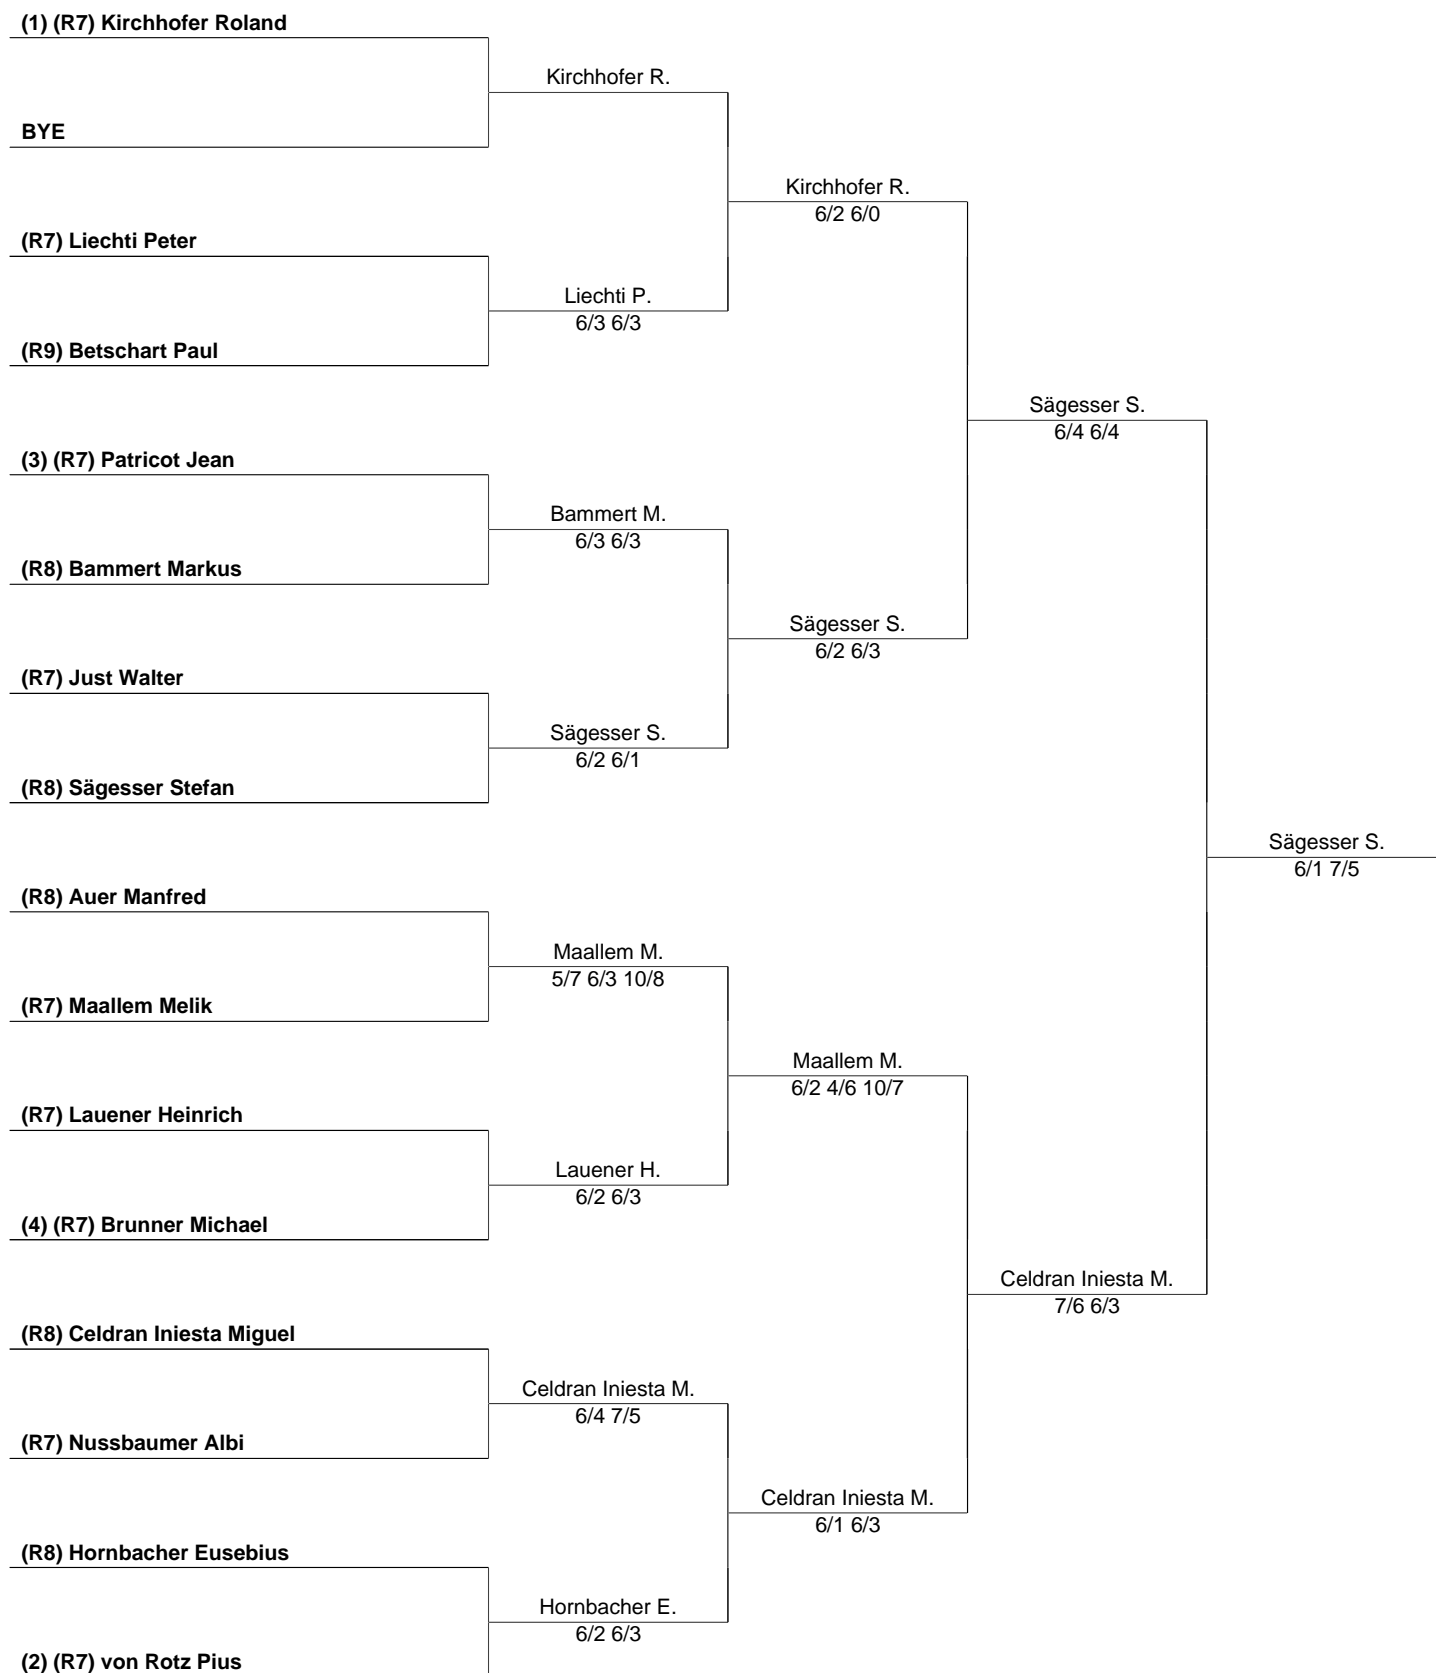 (1) (R7) Kirchhofer Roland
Kirchhofer R.
BYE
Kirchhofer R.
6/2 6/0
(R7) Liechti Peter
Liechti P.
6/3 6/3
(R9) Betschart Paul
Sägesser S.
6/4 6/4
(3) (R7) Patricot Jean
Bammert M.
6/3 6/3
(R8) Bammert Markus
Sägesser S.
6/2 6/3
(R7) Just Walter
Sägesser S.
6/2 6/1
(R8) Sägesser Stefan
Sägesser S.
6/1 7/5
(R8) Auer Manfred
Maallem M.
5/7 6/3 10/8
(R7) Maallem Melik
Maallem M.
6/2 4/6 10/7
(R7) Lauener Heinrich
Lauener H.
6/2 6/3
(4) (R7) Brunner Michael
Celdran Iniesta M.
7/6 6/3
(R8) Celdran Iniesta Miguel
Celdran Iniesta M.
6/4 7/5
(R7) Nussbaumer Albi
Celdran Iniesta M.
6/1 6/3
(R8) Hornbacher Eusebius
Hornbacher E.
6/2 6/3
(2) (R7) von Rotz Pius